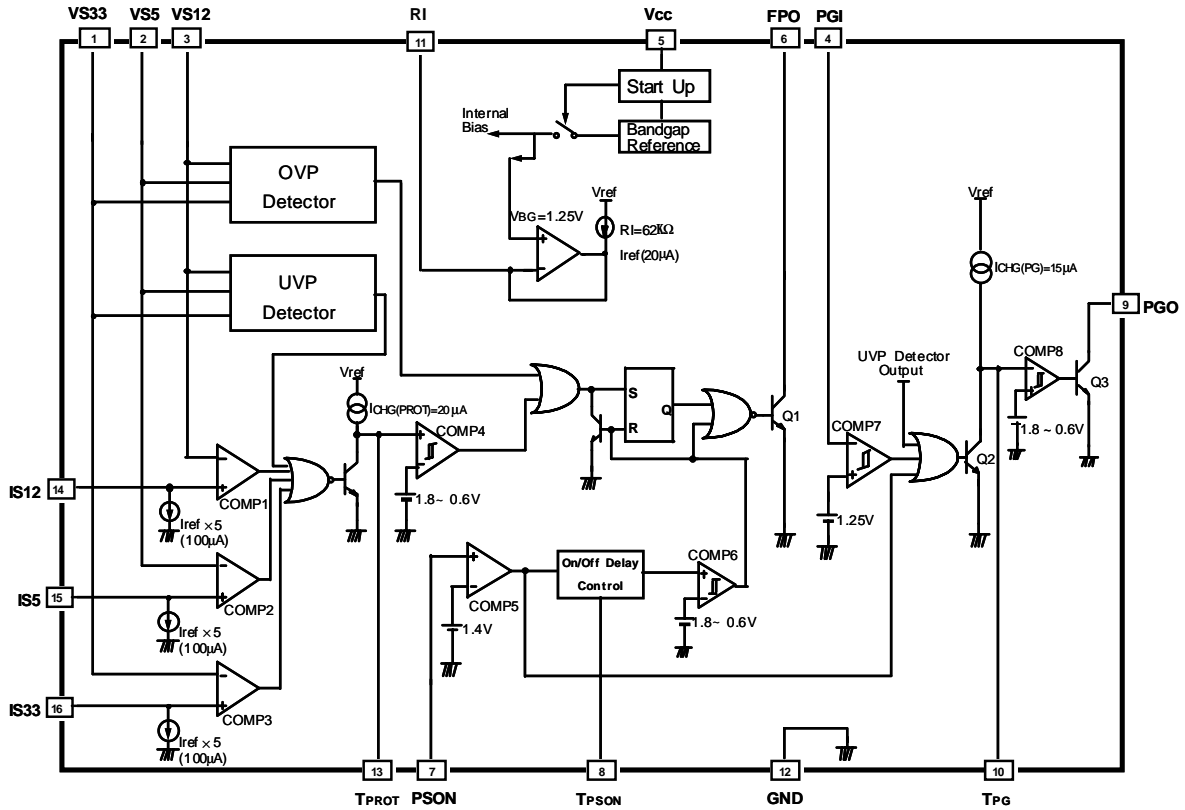 VS33 VS5 VS12 RI Vcc FPO PGI
1 2 3 11 5 6 4
Start Up
Internal
Bias
Bandgap
Reference
OVP
Detector
VBG=1.25V
+
−
Vref
RI=62KΩ
Iref(20μA)
UVP
Detector
Vref
ICHG(PG)=15μA
9 PGO
Vref
ICHG(PROT)=20μA
COMP4
+
−
1.8~ 0.6V
S
R
Q
Q1
UVP Detector
Output
COMP7
−
+
1.25V
Q2
COMP8
−
+
1.8~ 0.6V
Q3
IS12 14
−
+
COMP1
Iref ×5
(100μA)
IS5 15
−
+
COMP2
Iref ×5
(100μA)
IS33 16
−
+
COMP3
Iref ×5
(100μA)
+
−
COMP5
1.4V
On/Off Delay
Control
COMP6
+
−
1.8~ 0.6V
13 7 8 12 10
TPROT PSON TPSON GND TPG